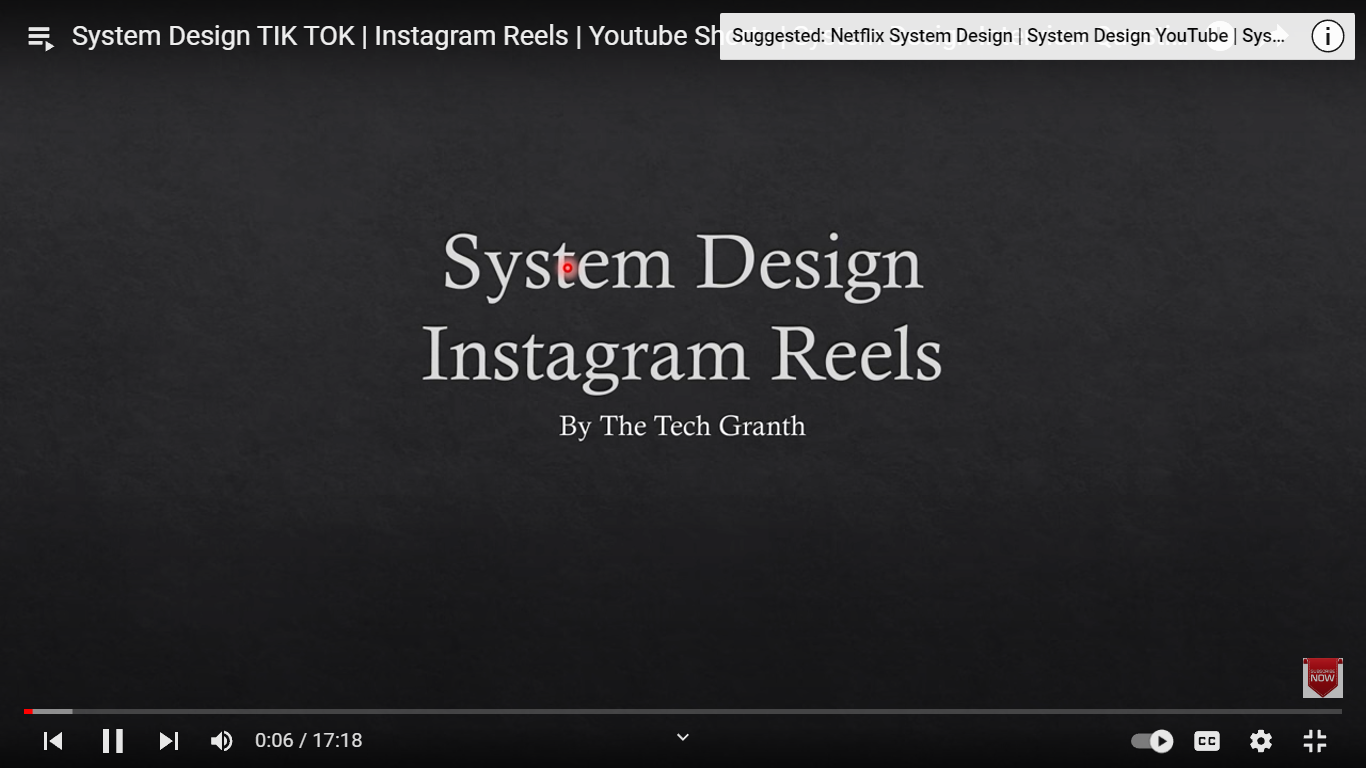 System Design TIK TOK | Instagram Reels | Youtube Sh
Suggested: Netflix System Design | System Design YouTube | Sys...
System Design
Instagram Reels
By The Tech Granth
SUBSCRIBE
NOW
0:06 / 17:18
CC